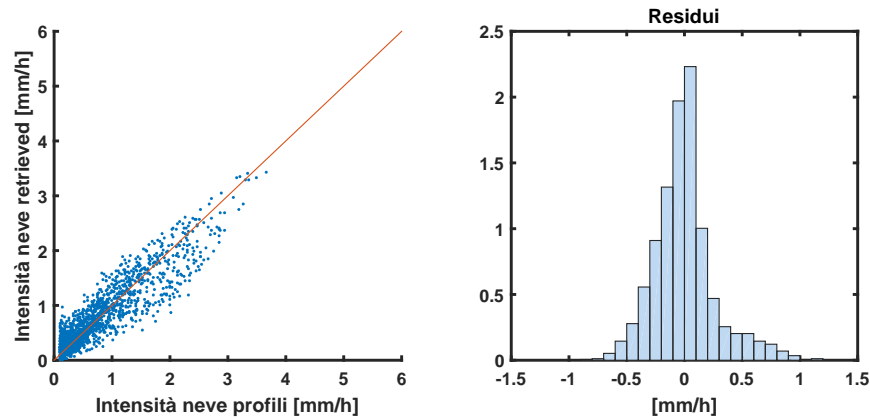 Intensità neve retrieved [mm/h]
6
5
4
3
2
1
0
0 1 2 3 4 5 6
Intensità neve profili [mm/h]
Residui
2.5
2
1.5
1
0.5
0
-1.5 -1 -0.5 0 0.5 1 1.5
[mm/h]